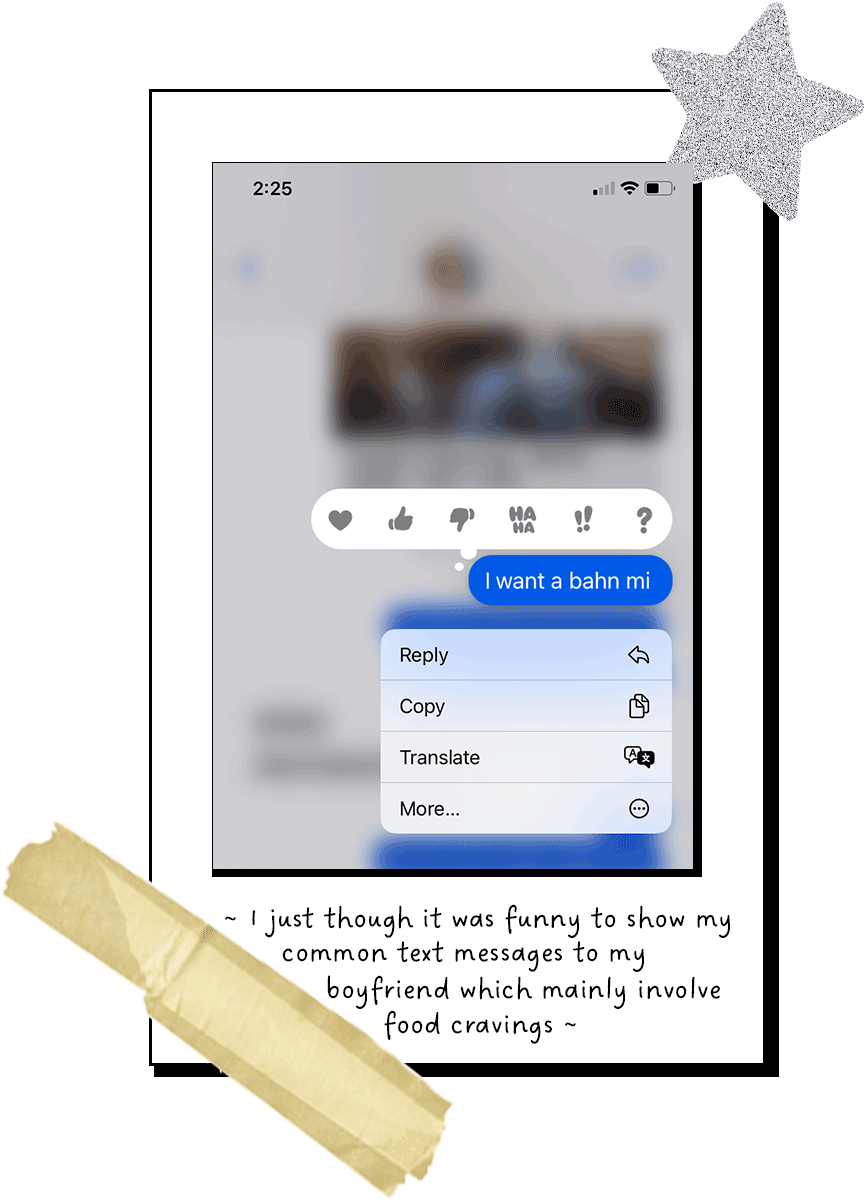 2:25
HA HA
I want a bahn mi
Reply
Copy
Translate
More...
~ I just though it was funny to show my
common text messages to my
boyfriend which mainly involve
food cravings ~